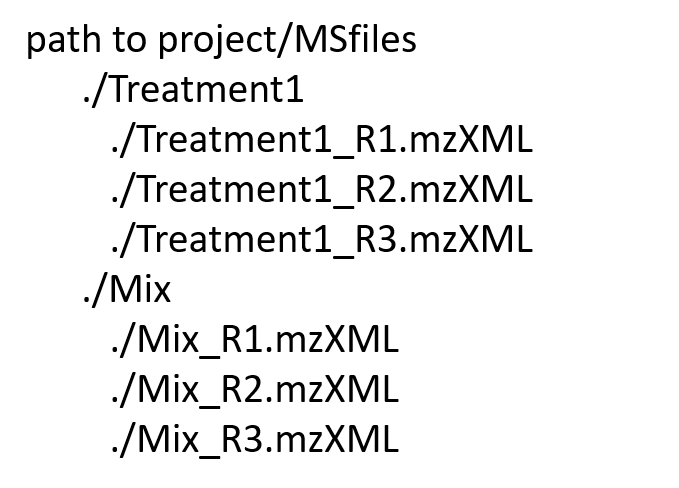 path to project/MSfiles
./Treatment1
./Treatment1_R1.mzXML
./Treatment1_R2.mzXML
./Treatment1_R3.mzXML
./Mix
./Mix_R1.mzXML
./Mix_R2.mzXML
./Mix_R3.mzXML